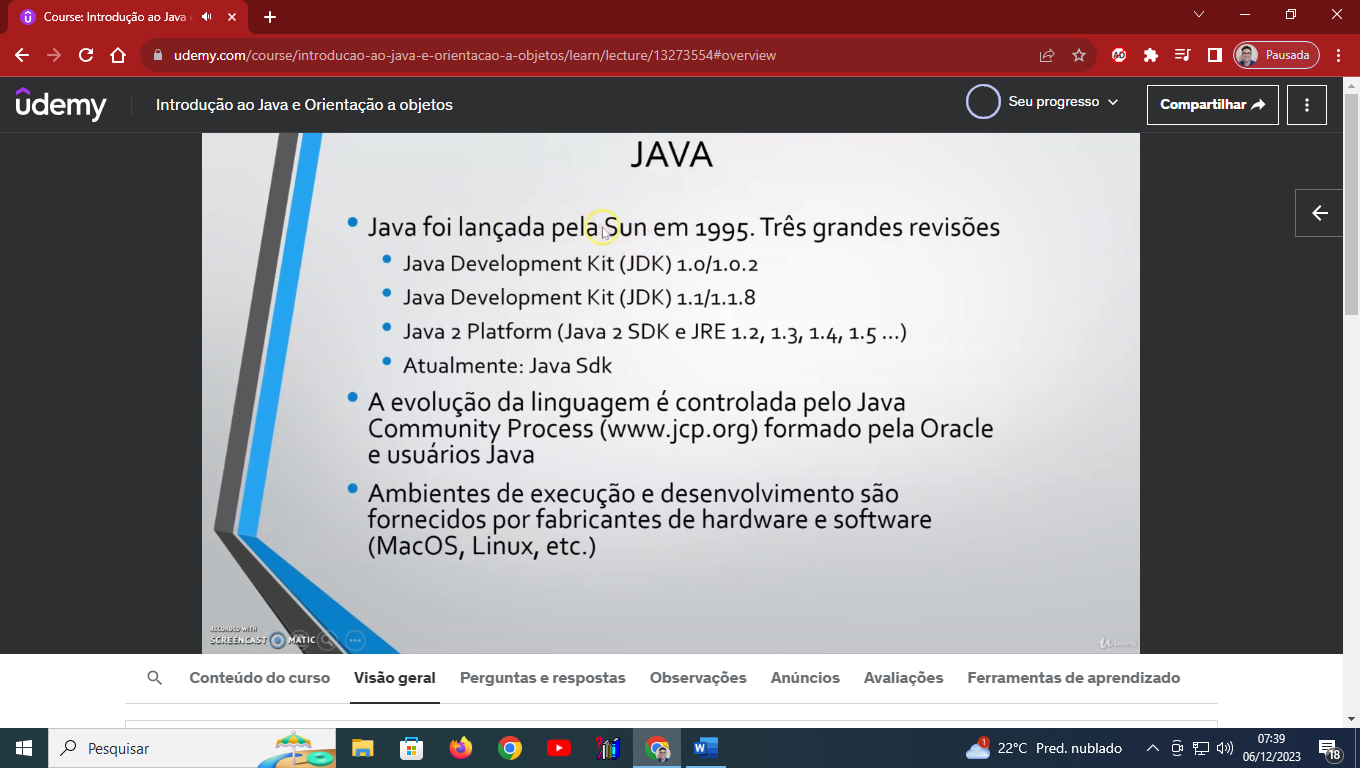 Course: Introdução ao Java e
udemy.com/course/introducao-ao-java-e-orientacao-a-objetos/learn/lecture/13273554#overview
Pausada
ûdemy
Introdução ao Java e Orientação a objetos
Seu progresso
Compartilhar
JAVA
Java foi lançada pela Sun em 1995. Três grandes revisões
Java Development Kit (JDK) 1.0/1.0.2
Java Development Kit (JDK) 1.1/1.1.8
Java 2 Platform (Java 2 SDK e JRE 1.2, 1.3, 1.4, 1.5 ...)
Atualmente: Java Sdk
A evolução da linguagem é controlada pelo Java
Community Process (www.jcp.org) formado pela Oracle
e usuários Java
Ambientes de execução e desenvolvimento são
fornecidos por fabricantes de hardware e software
(MacOS, Linux, etc.)
RECORDED WITH
SCREENCAST MATIC
Udemy
Conteúdo do curso Visão geral Perguntas e respostas Observações Anúncios Avaliações Ferramentas de aprendizado
Pesquisar
1
22°C Pred. nublado
07:39
06/12/2023
18